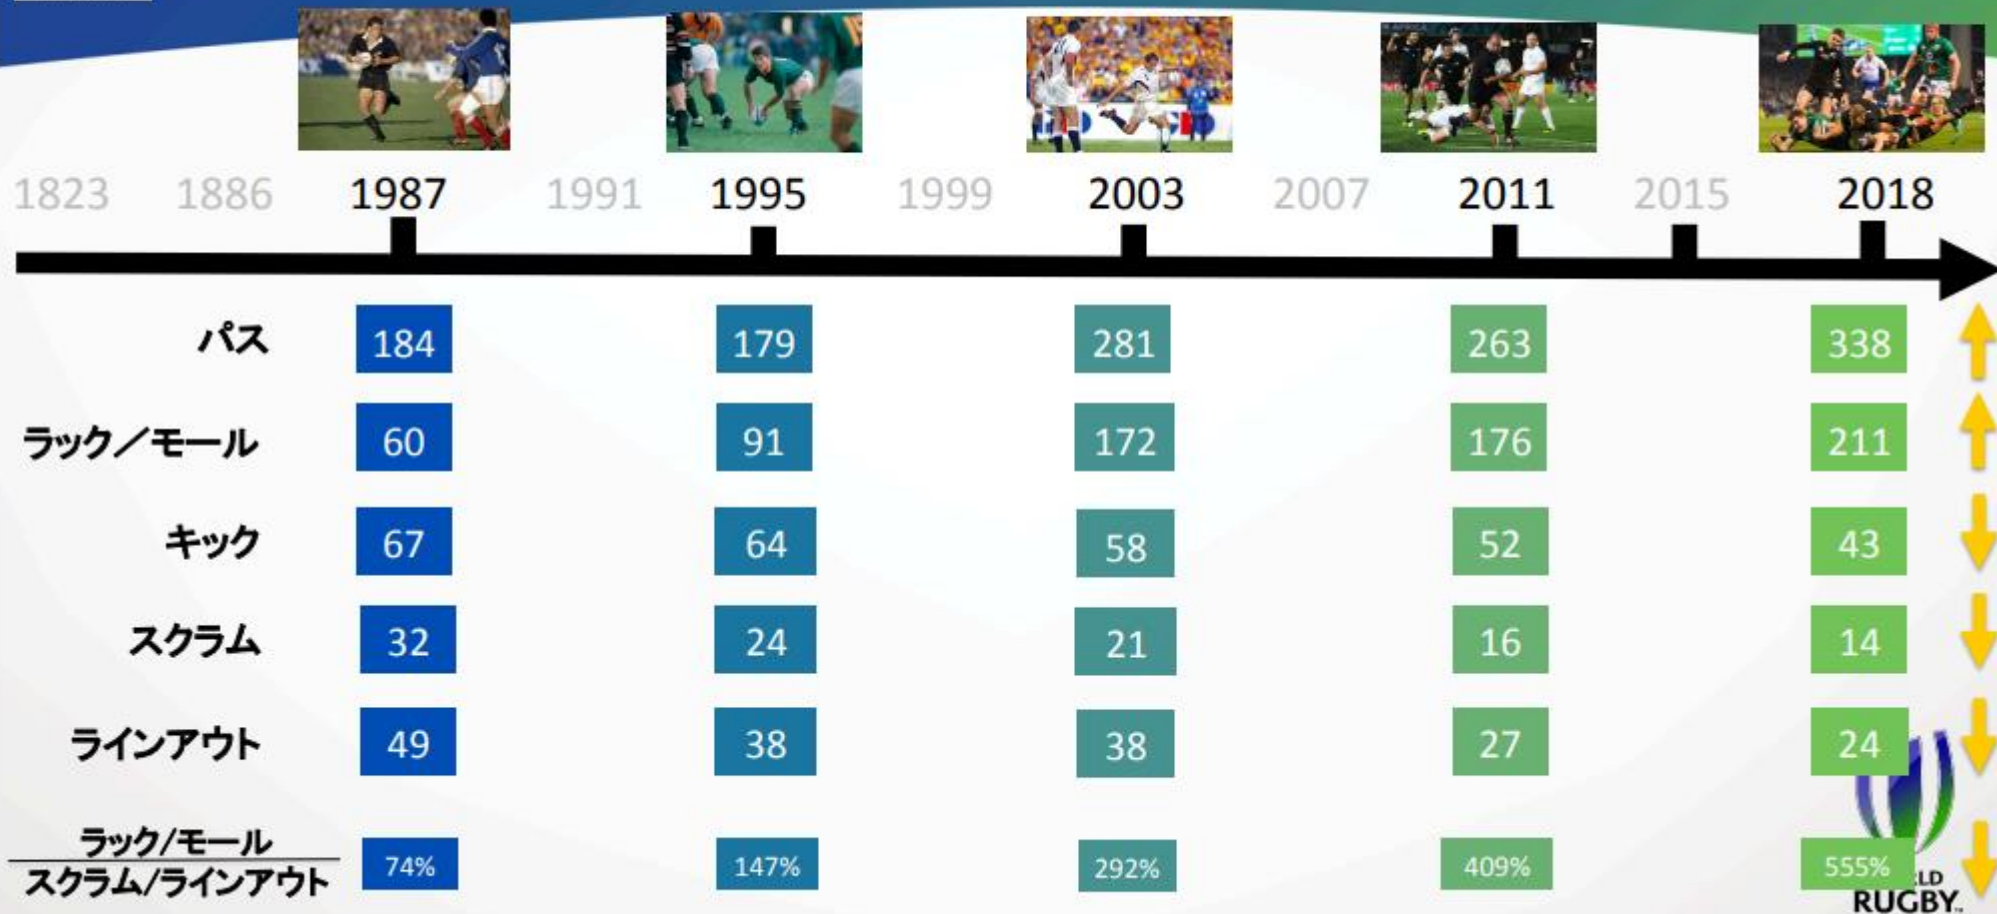 1823 1886 1987 1991 1995 1999 2003 2007 2011 2015 2018
パス 184 179 281 263 338
ラック／モール 60 91 172 176 211
キック 67 64 58 52 43
スクラム 32 24 21 16 14
ラインアウト 49 38 38 27 24
ラック/モール
スクラム/ラインアウト 74% 147% 292% 409% 555%
LD
RUGBY